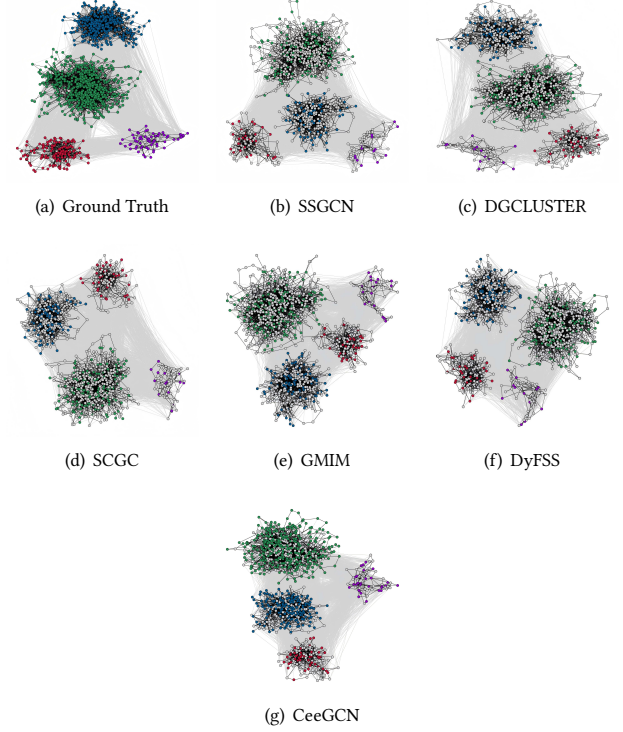 (a) Ground Truth
(b) SSGCN
(c) DGCLUSTER
(d) SCGC
(e) GMIM
(f) DyFSS
(g) CeeGCN